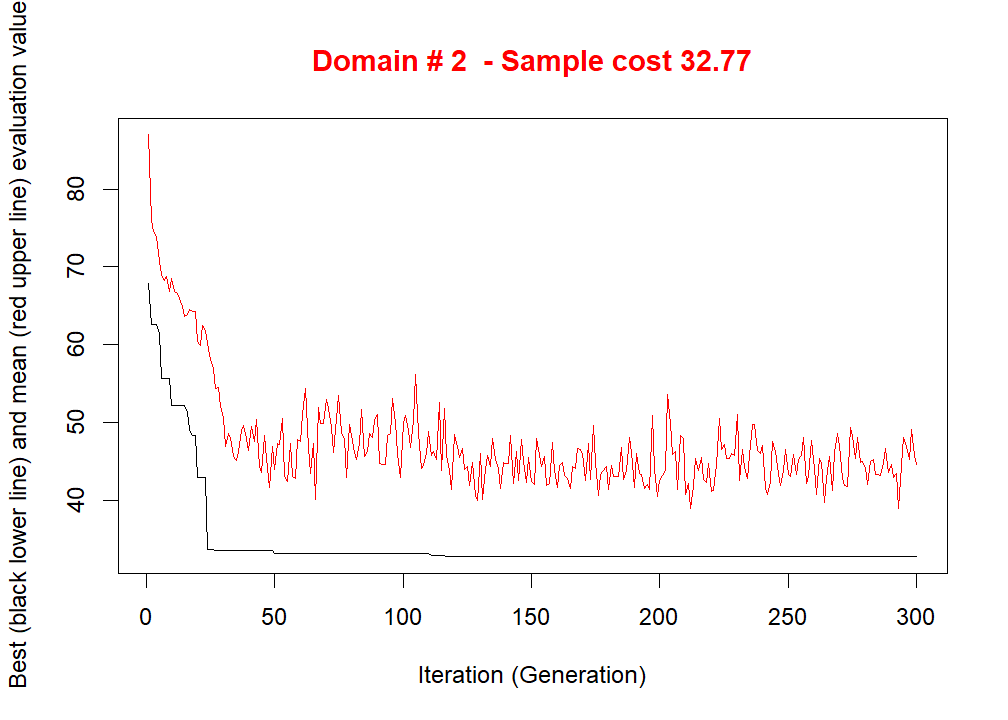 Domain # 2  - Sample cost 32.77
Best (black lower line) and mean (red upper line) evaluation value
80
70
60
50
40
0 50 100 150 200 250 300
Iteration (Generation)